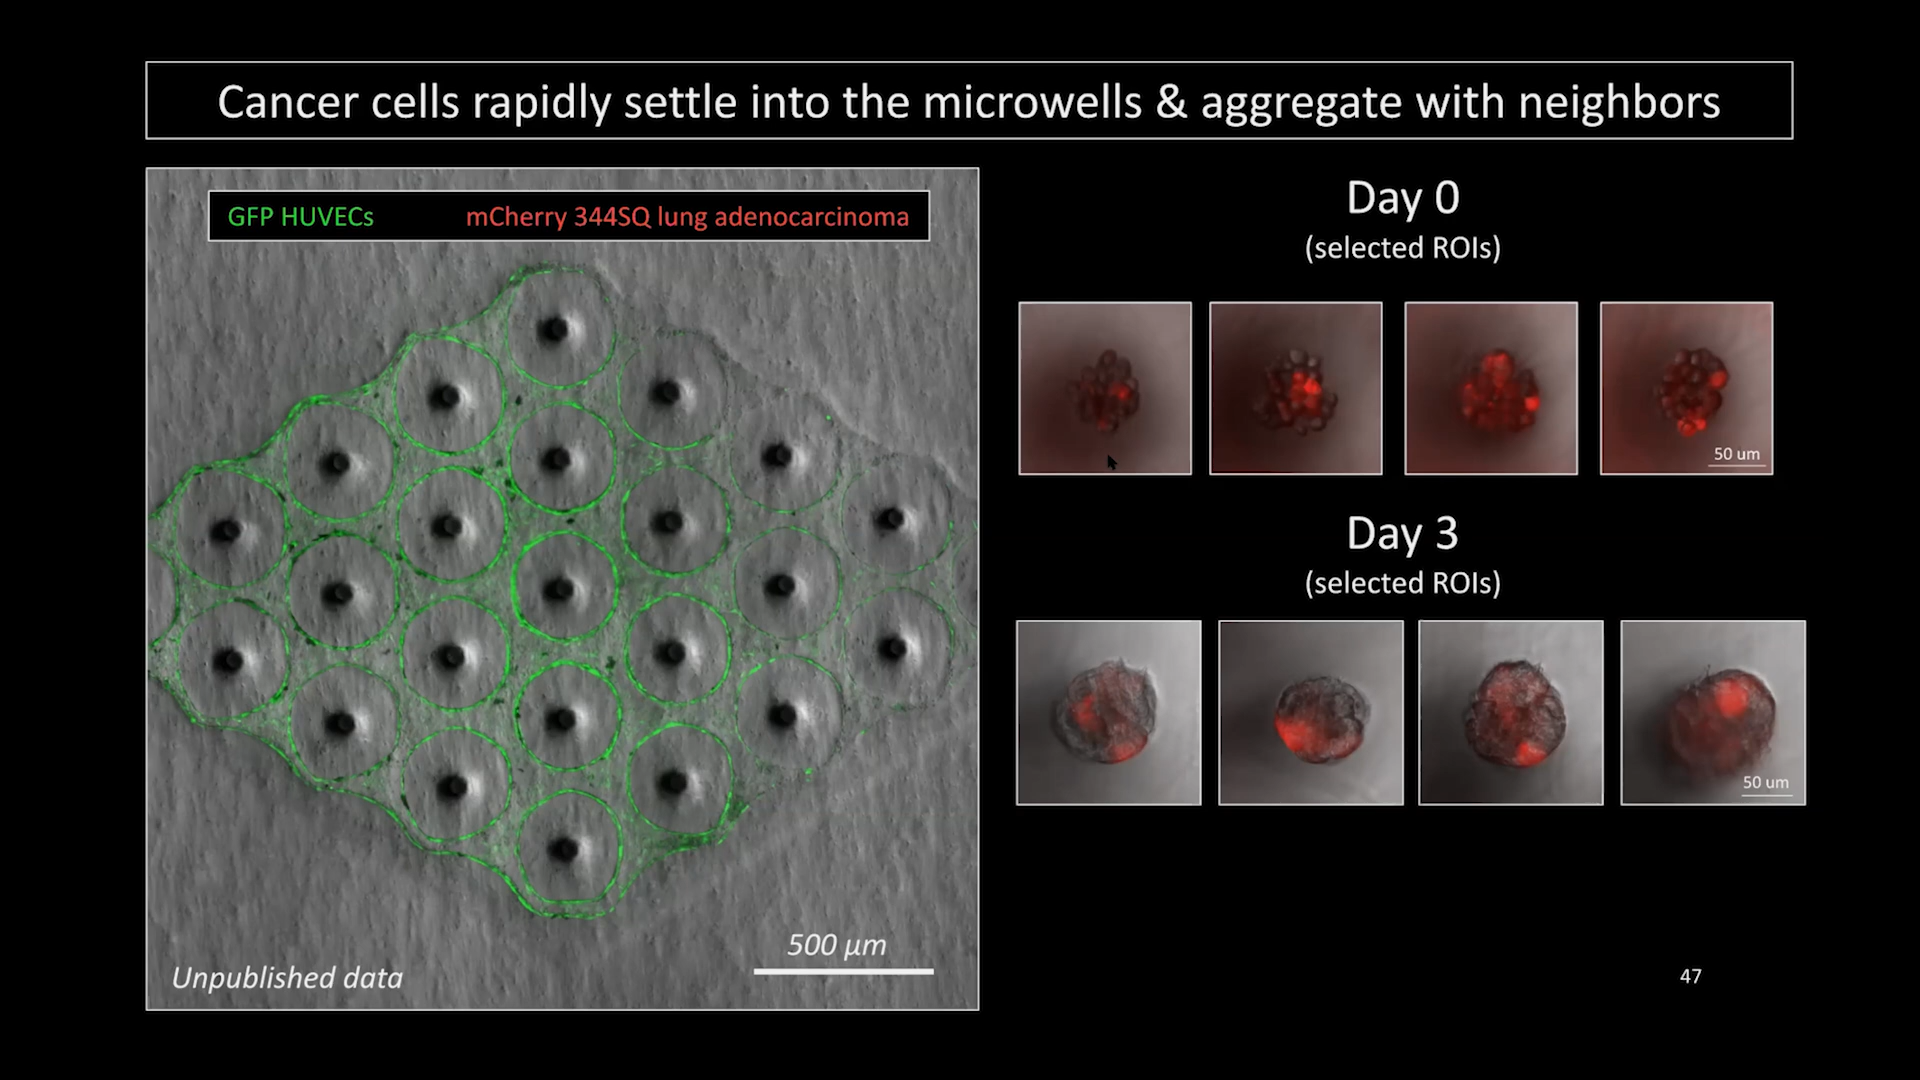 Cancer cells rapidly settle into the microwells & aggregate with neighbors
GFP HUVECs mCherry 344SQ lung adenocarcinoma
500 μm
Unpublished data
Day 0
(selected ROIs)
50 um
Day 3
(selected ROIs)
50 um
47